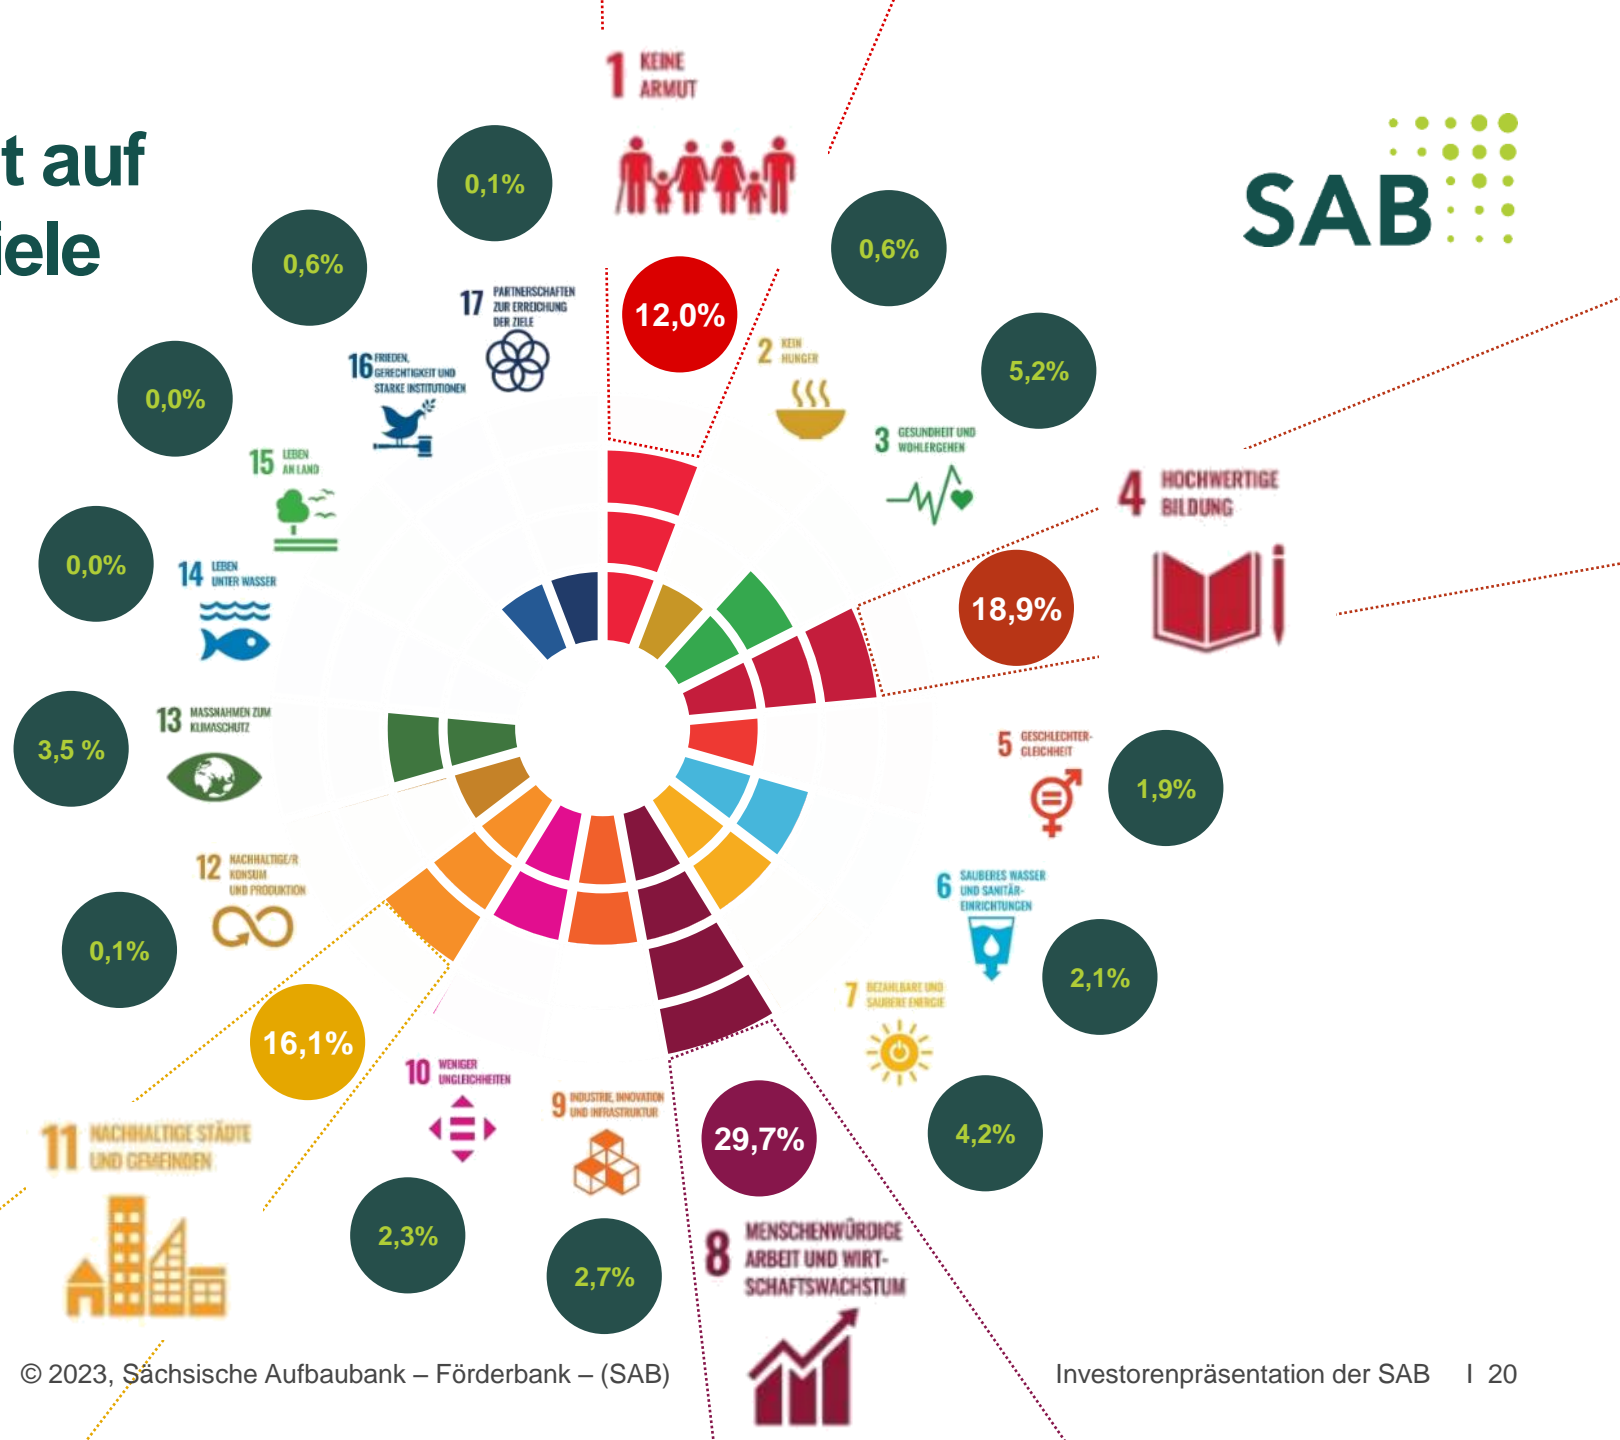 t auf
iele
SAB
1 KEINE
ARMUT
12,0%
0,6%
2 KEIN
HUNGER
5,2%
3 GESUNDHEIT UND
WOHLERGEHEN
4 HOCHWERTIGE
BILDUNG
18,9%
5 GESCHLECHTER-
GLEICHHEIT
1,9%
6 SAUBERES WASSER
UND SANITÄR-
EINRICHTUNGEN
2,1%
7 BEZAHLBARE UND
SAUBERE ENERGIE
4,2%
29,7%
8 MENSCHENWÜRDIGE
ARBEIT UND WIRT-
SCHAFTSWACHSTUM
9 INDUSTRIE, INNOVATION
UND INFRASTRUKTUR
2,7%
10 WENIGER
UNGLEICHHEITEN
2,3%
16,1%
11 NACHHALTIGE STÄDTE
UND GEMEINDEN
12 NACHHALTIGE/R
KONSUM
UND PRODUKTION
0,1%
13 MASSNAHMEN ZUM
KLIMASCHUTZ
3,5 %
14 LEBEN
UNTER WASSER
0,0%
15 LEBEN
AN LAND
0,0%
16 FRIEDEN,
GERECHTIGKEIT UND
STARKE INSTITUTIONEN
0,6%
17 PARTNERSCHAFTEN
ZUR ERREICHUNG
DER ZIELE
0,1%
© 2023, Sächsische Aufbaubank – Förderbank – (SAB)
Investorenpräsentation der SAB I 20